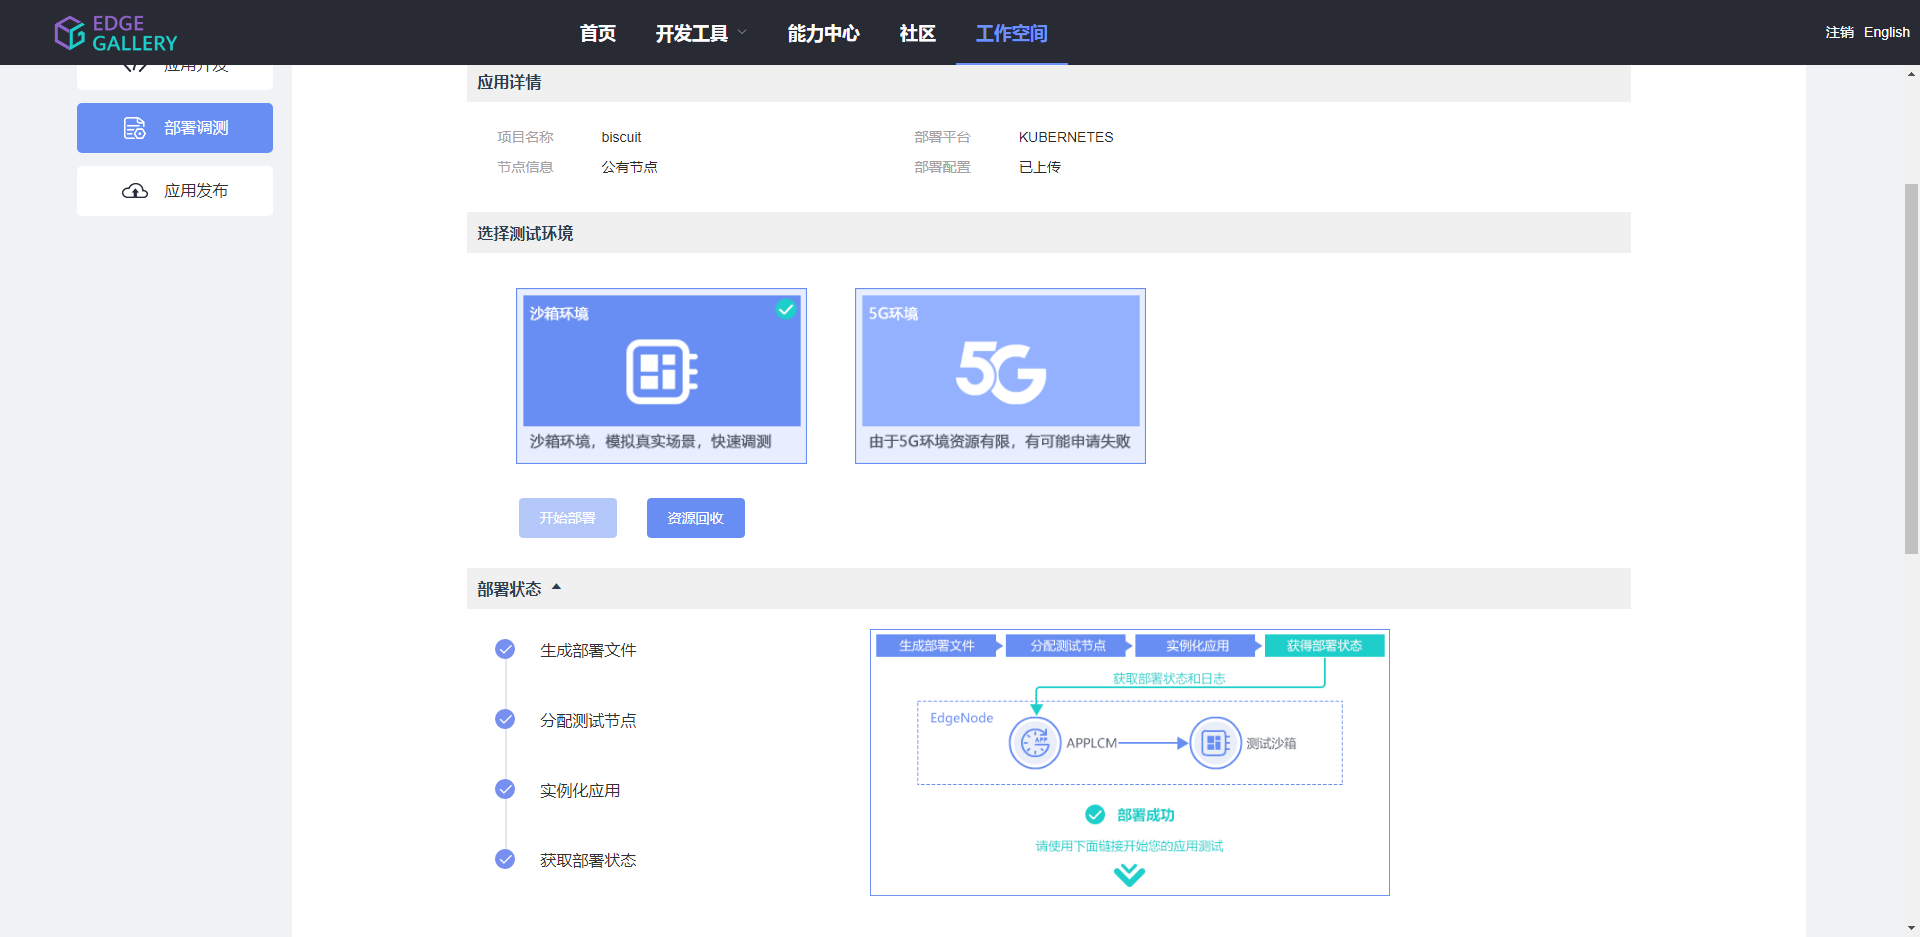 EDGE
GALLERY
首页
开发工具
能力中心
社区
工作空间
注销
English
应用开发
部署调测
应用发布
应用详情
项目名称 biscuit
部署平台 KUBERNETES
节点信息 公有节点
部署配置 已上传
选择测试环境
沙箱环境
沙箱环境，模拟真实场景，快速调测
5G环境
5G
由于5G环境资源有限，有可能申请失败
开始部署
资源回收
部署状态
生成部署文件
分配测试节点
实例化应用
获取部署状态
生成部署文件
分配测试节点
实例化应用
获得部署状态
获取部署状态和日志
EdgeNode
APP
APPLCM
测试沙箱
部署成功
请使用下面链接开始您的应用测试